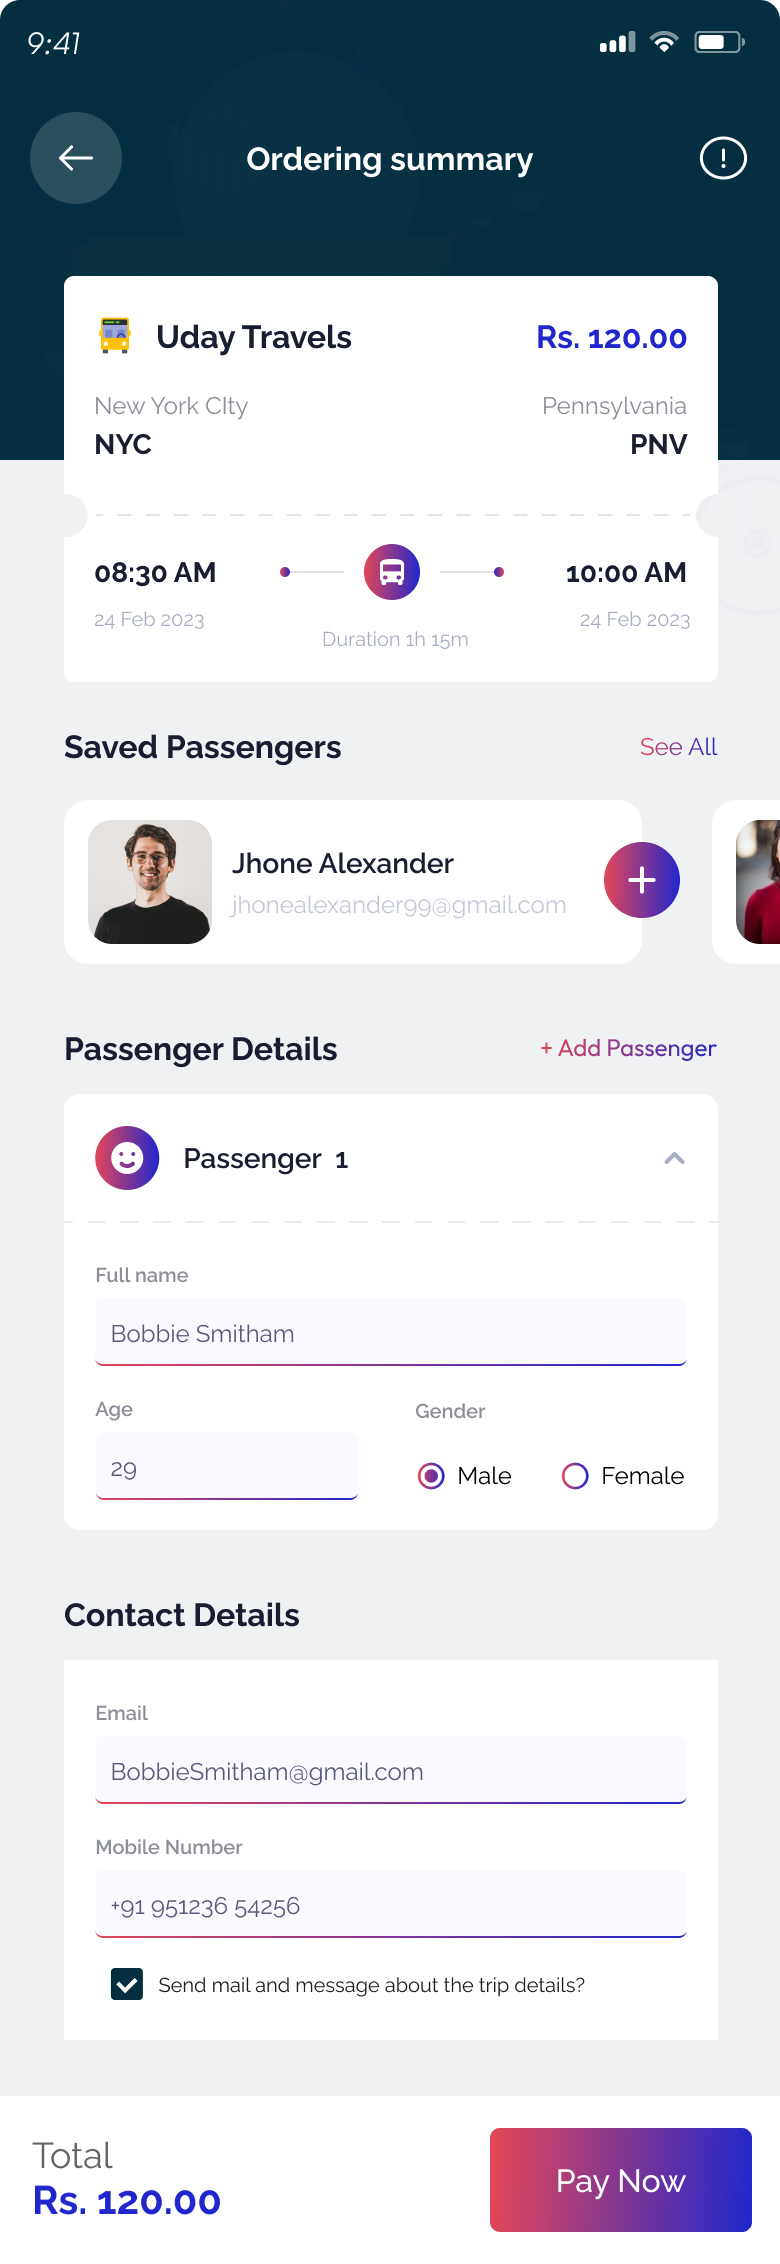 9:41
Ordering summary
Uday Travels
Rs. 120.00
New York CIty
Pennsylvania
NYC
PNV
08:30 AM
10:00 AM
24 Feb 2023
24 Feb 2023
Duration 1h 15m
Saved Passengers
See All
Jhone Alexander
jhonealexander99@gmail.com
Passenger Details
+ Add Passenger
Passenger 1
Full name
Bobbie Smitham
Age
Gender
29
Male
Female
Contact Details
Email
BobbieSmitham@gmail.com
Mobile Number
+91 951236 54256
Send mail and message about the trip details?
Total
Rs. 120.00
Pay Now